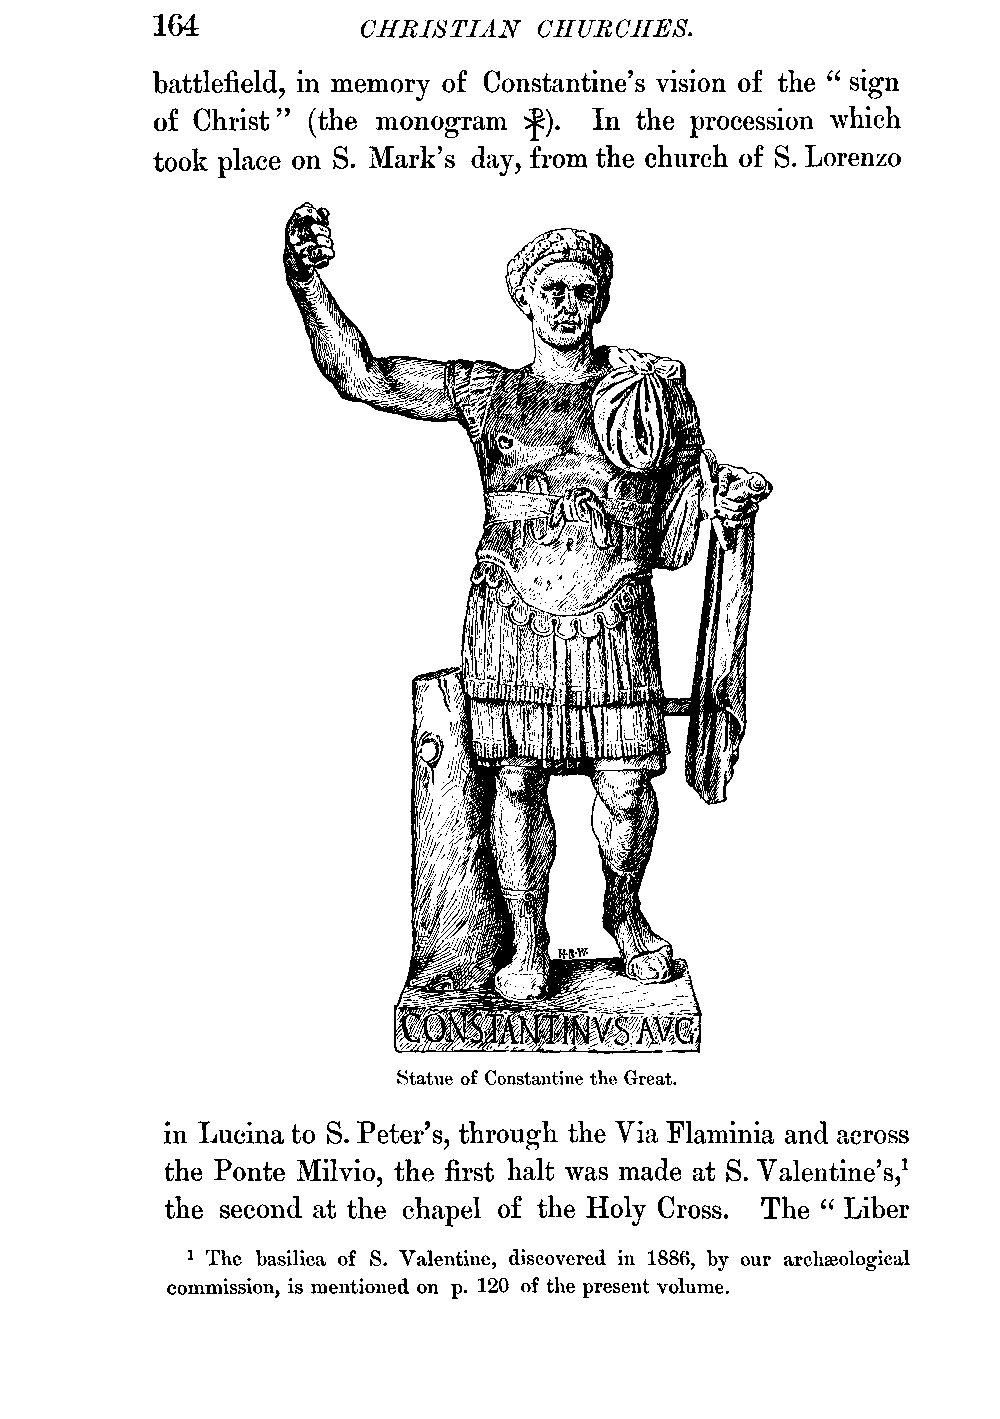 164 CHRISTIAN CHURCHES.
battlefield, in memory of Constantine's vision of the “ sign
of Christ” (the monogram ☧). In the procession which
took place on S. Mark's day, from the church of S. Lorenzo
H·R·W·
CONSTANTINVS AVG
Statue of Constantine the Great.
in Lucina to S. Peter's, through the Via Flaminia and across
the Ponte Milvio, the first halt was made at S. Valentine's,¹
the second at the chapel of the Holy Cross. The “ Liber
¹ The basilica of S. Valentine, discovered in 1886, by our archæological
commission, is mentioned on p. 120 of the present volume.